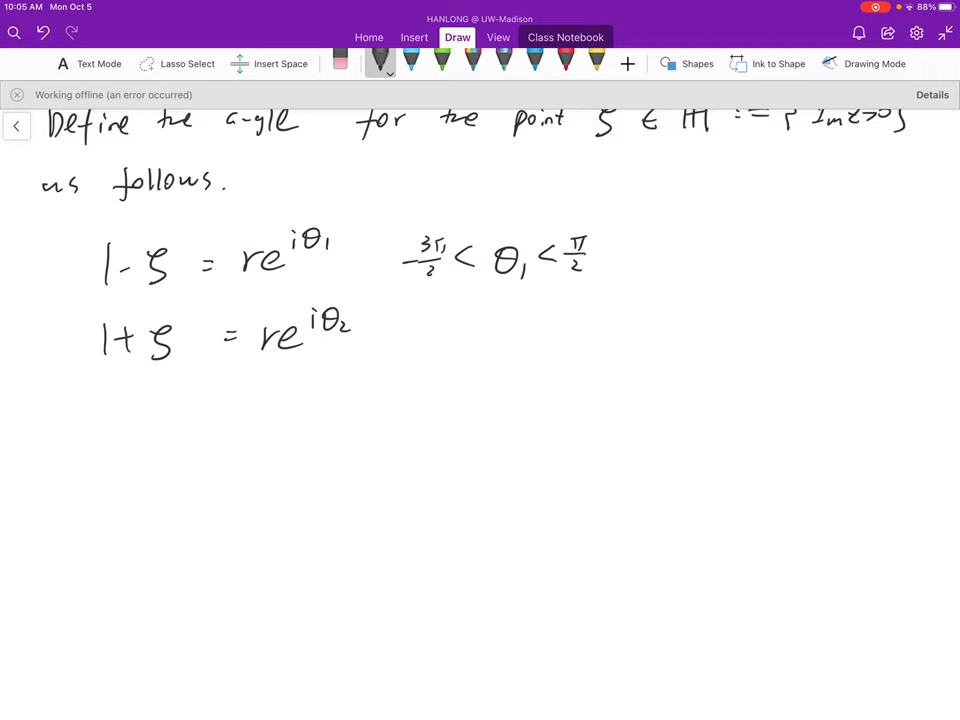 10:05 AM Mon Oct 5
88%
HANLONG @ UW-Madison
Home Insert Draw View Class Notebook
Text Mode Lasso Select Insert Space Shapes Ink to Shape Drawing Mode
Working offline (an error occurred) Details
Define the angle for the point ζ ∈ ℍ := { Im z>0}
as follows.
1 - ζ = re^{iθ₁} -3π/2 < θ₁ < π/2
1 + ζ = re^{iθ₂}